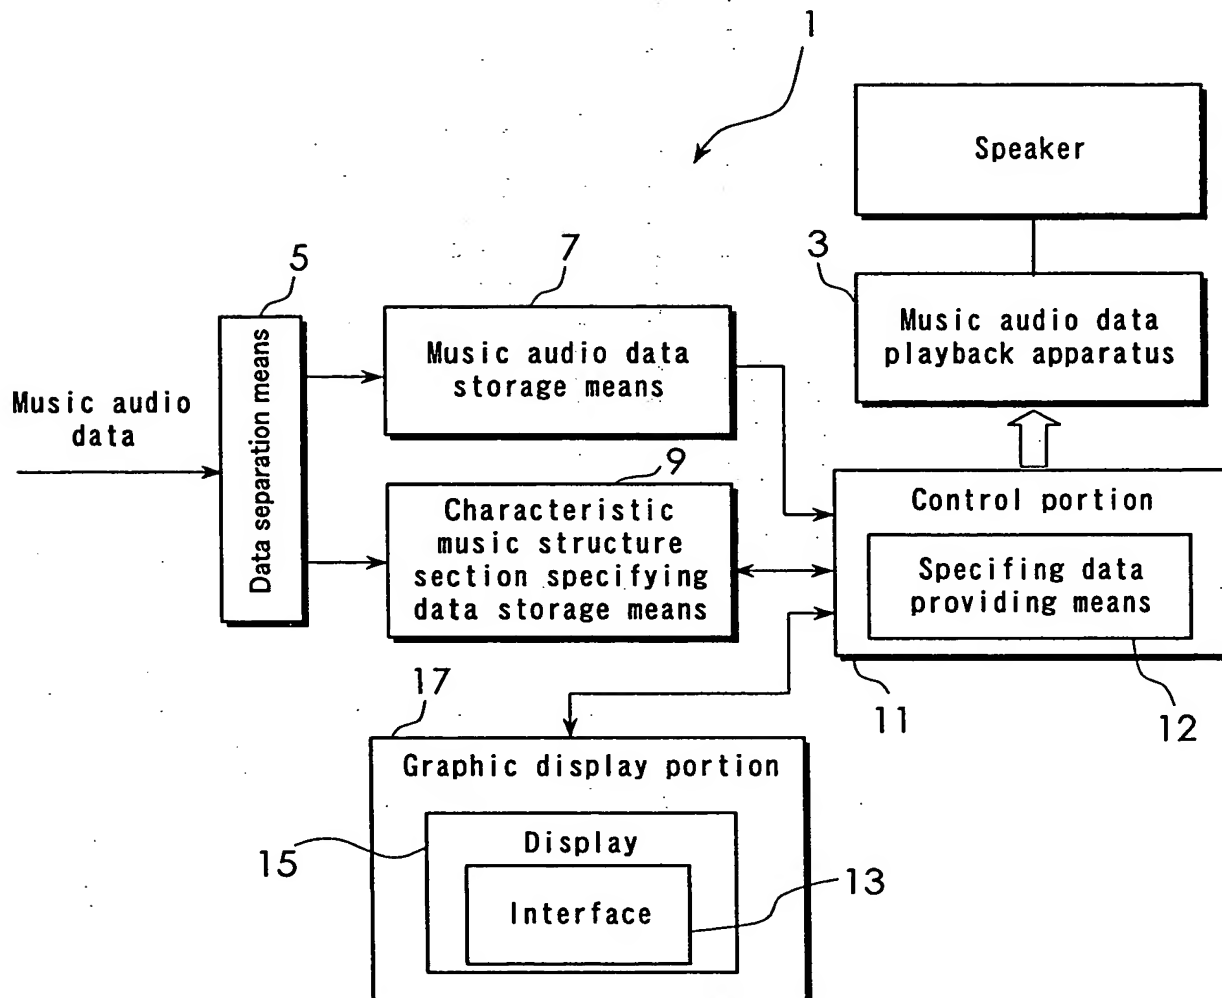 1
Speaker
3
Music audio data
playback apparatus
5
7
Music audio data
storage means
Music audio
data
Data separation means
9
Characteristic
music structure
section specifying
data storage means
Control portion
Specifing data
providing means
11
12
17
Graphic display portion
15
Display
13
Interface